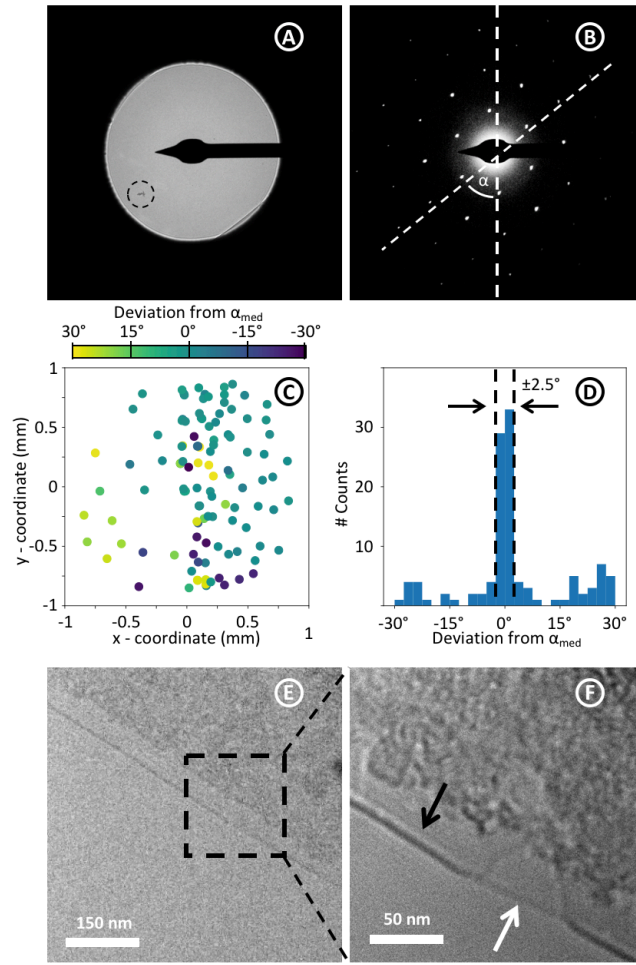 A
B
α
Deviation from αmed
30° 15° 0° -15° -30°
C
D
1
0.5
0
-0.5
-1
y - coordinate (mm)
-1 -0.5 0 0.5 1
x - coordinate (mm)
±2.5°
30
20
10
# Counts
-30° -15° 0° 15° 30°
Deviation from αmed
E
F
150 nm
50 nm